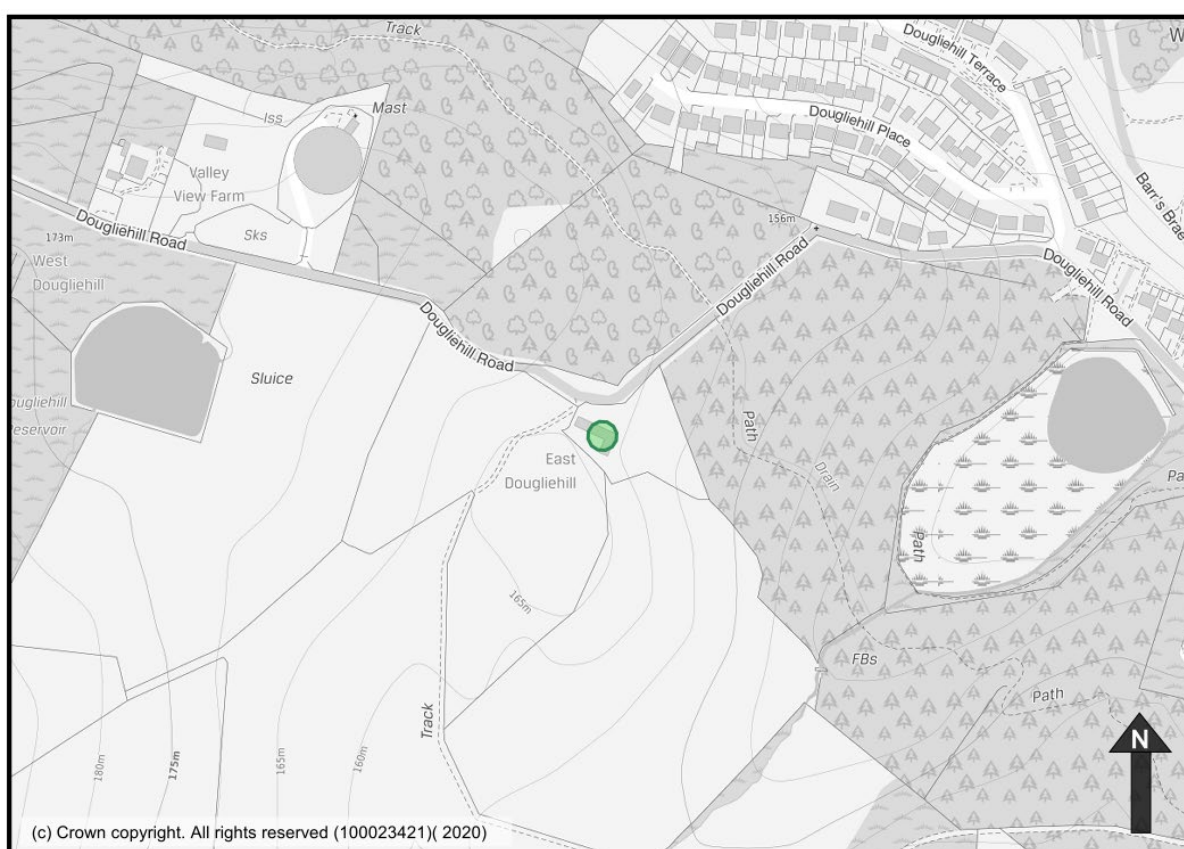 Track
Dougliehill Terrace
W
Mast
Iss
Dougliehill Place
Valley
View Farm
Barr's Brae
Dougliehill Road
156m
Sks
173m
West
Dougliehill
Dougliehill Road
Dougliehill Road
Dougliehill Road
Sluice
ougliehill
eservoir
Path
East
Dougliehill
Drain
Pa
Path
165m
FBs
Path
Track
N
180m
175m
165m
160m
(c) Crown copyright. All rights reserved (100023421)( 2020)